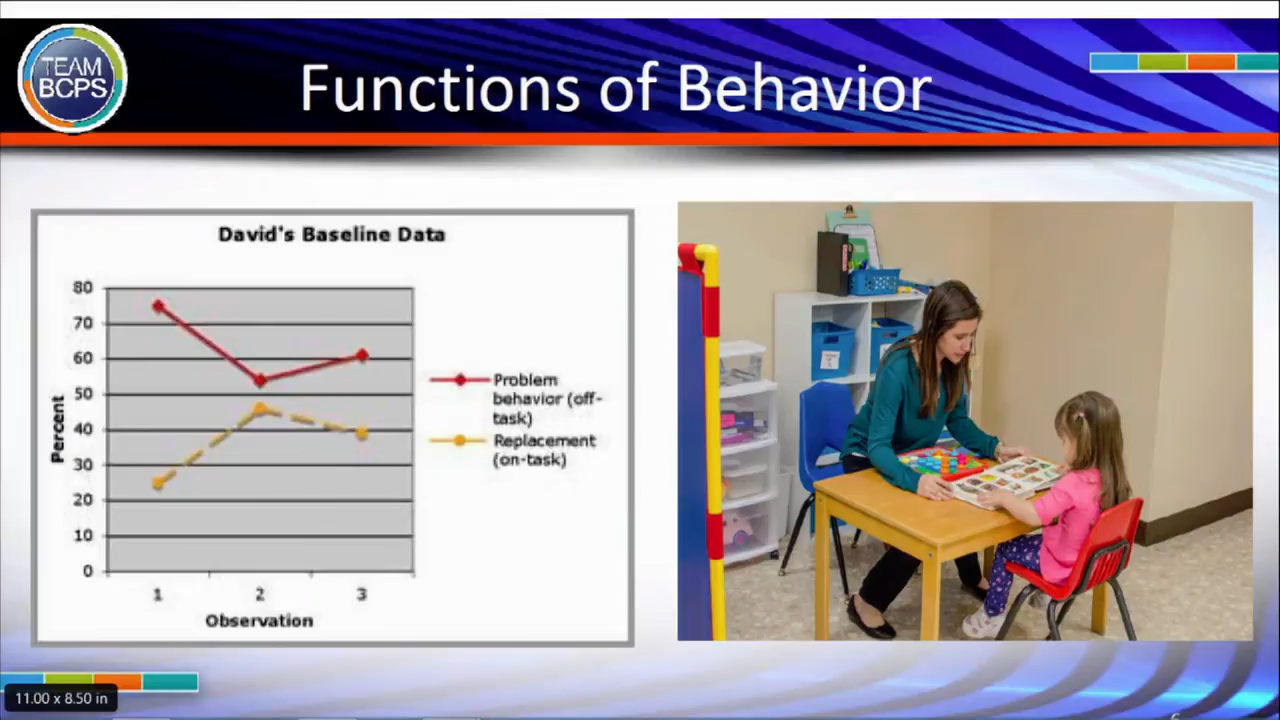 TEAM
BCPS
Functions of Behavior
David's Baseline Data
80
70
60
50
40
30
20
10
0
Percent
1 2 3
Observation
Problem
behavior (off-
task)
Replacement
(on-task)
11.00 x 8.50 in